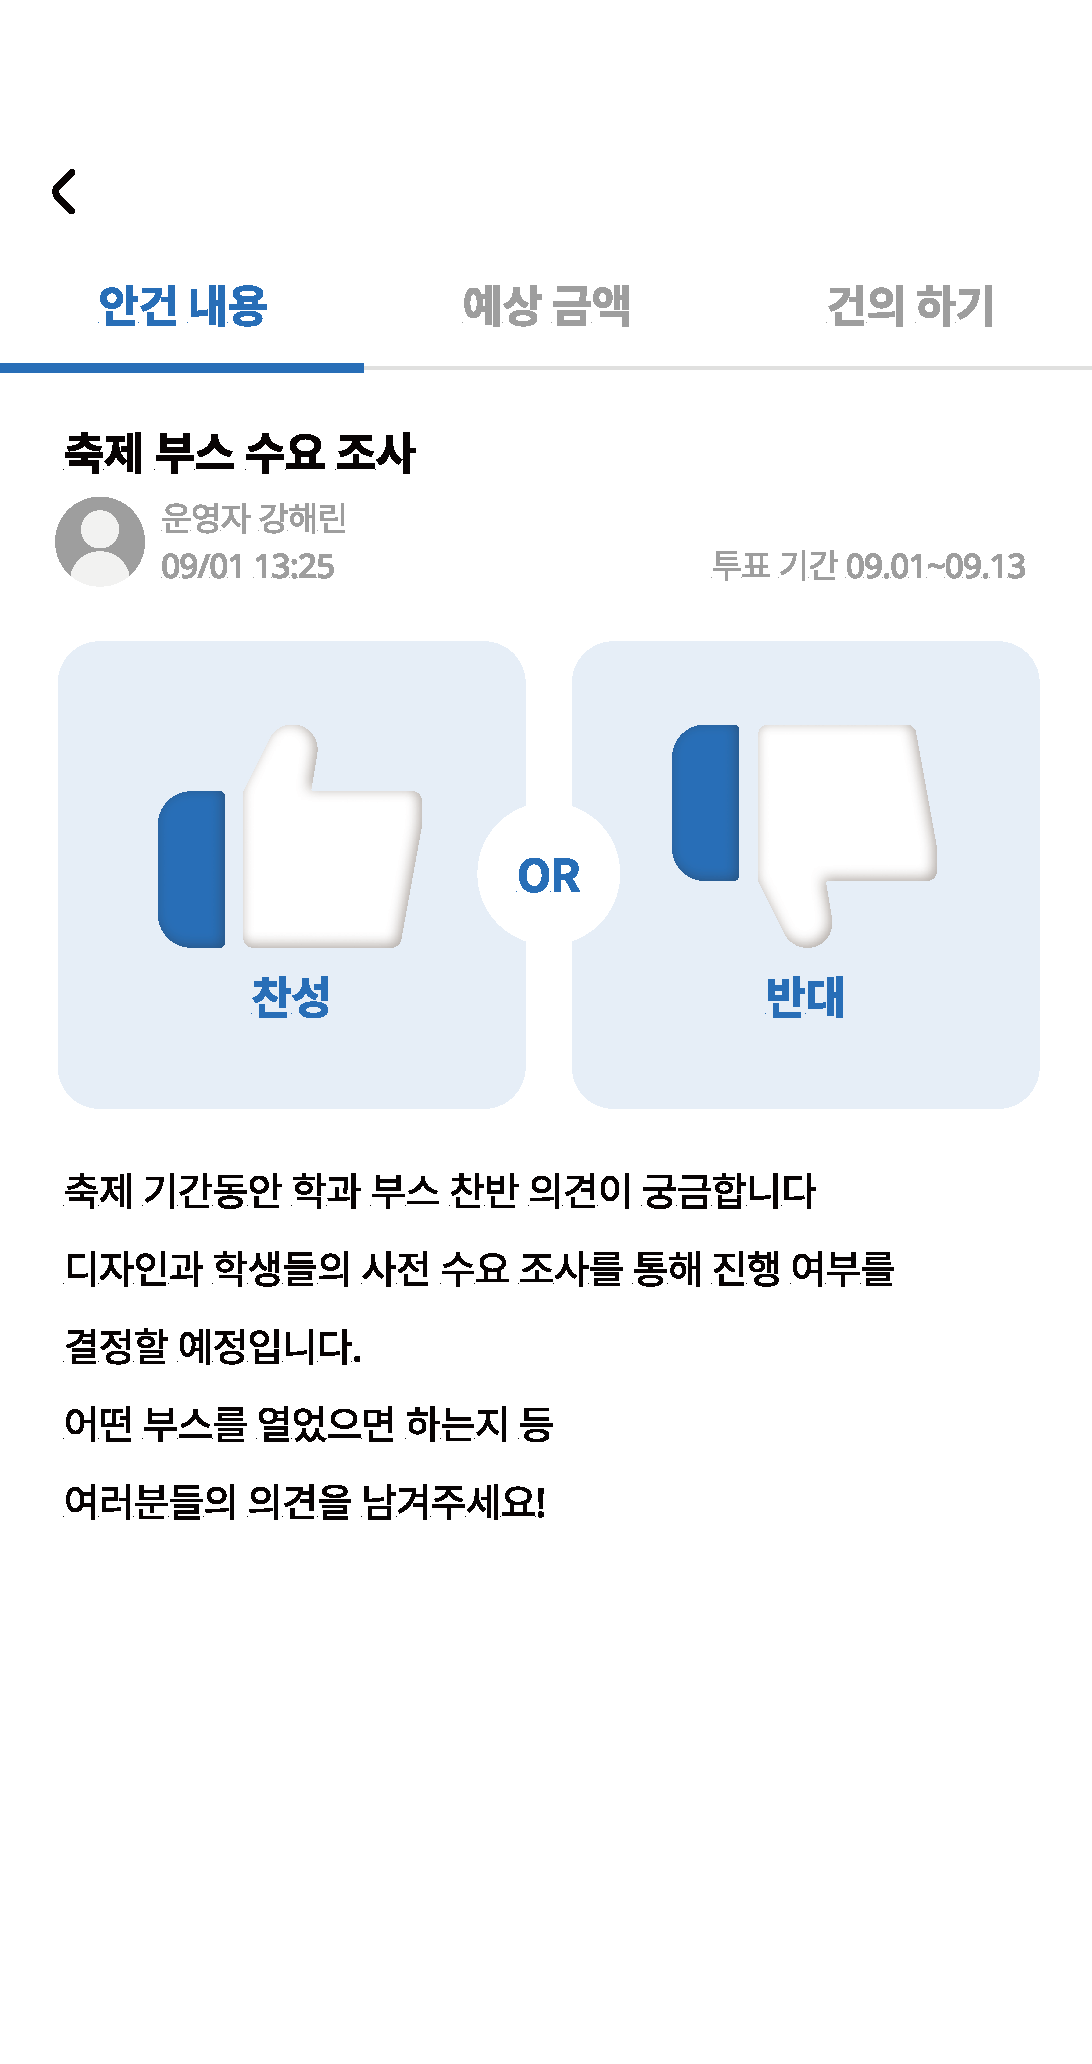 안건 내용 예상 금액 건의 하기
축제 부스 수요 조사
운영자 강해린
09/01 13:25
투표 기간 09.01~09.13
OR
찬성 반대
축제 기간동안 학과 부스 찬반 의견이 궁금합니다
디자인과 학생들의 사전 수요 조사를 통해 진행 여부를
결정할 예정입니다.
어떤 부스를 열었으면 하는지 등
여러분들의 의견을 남겨주세요!